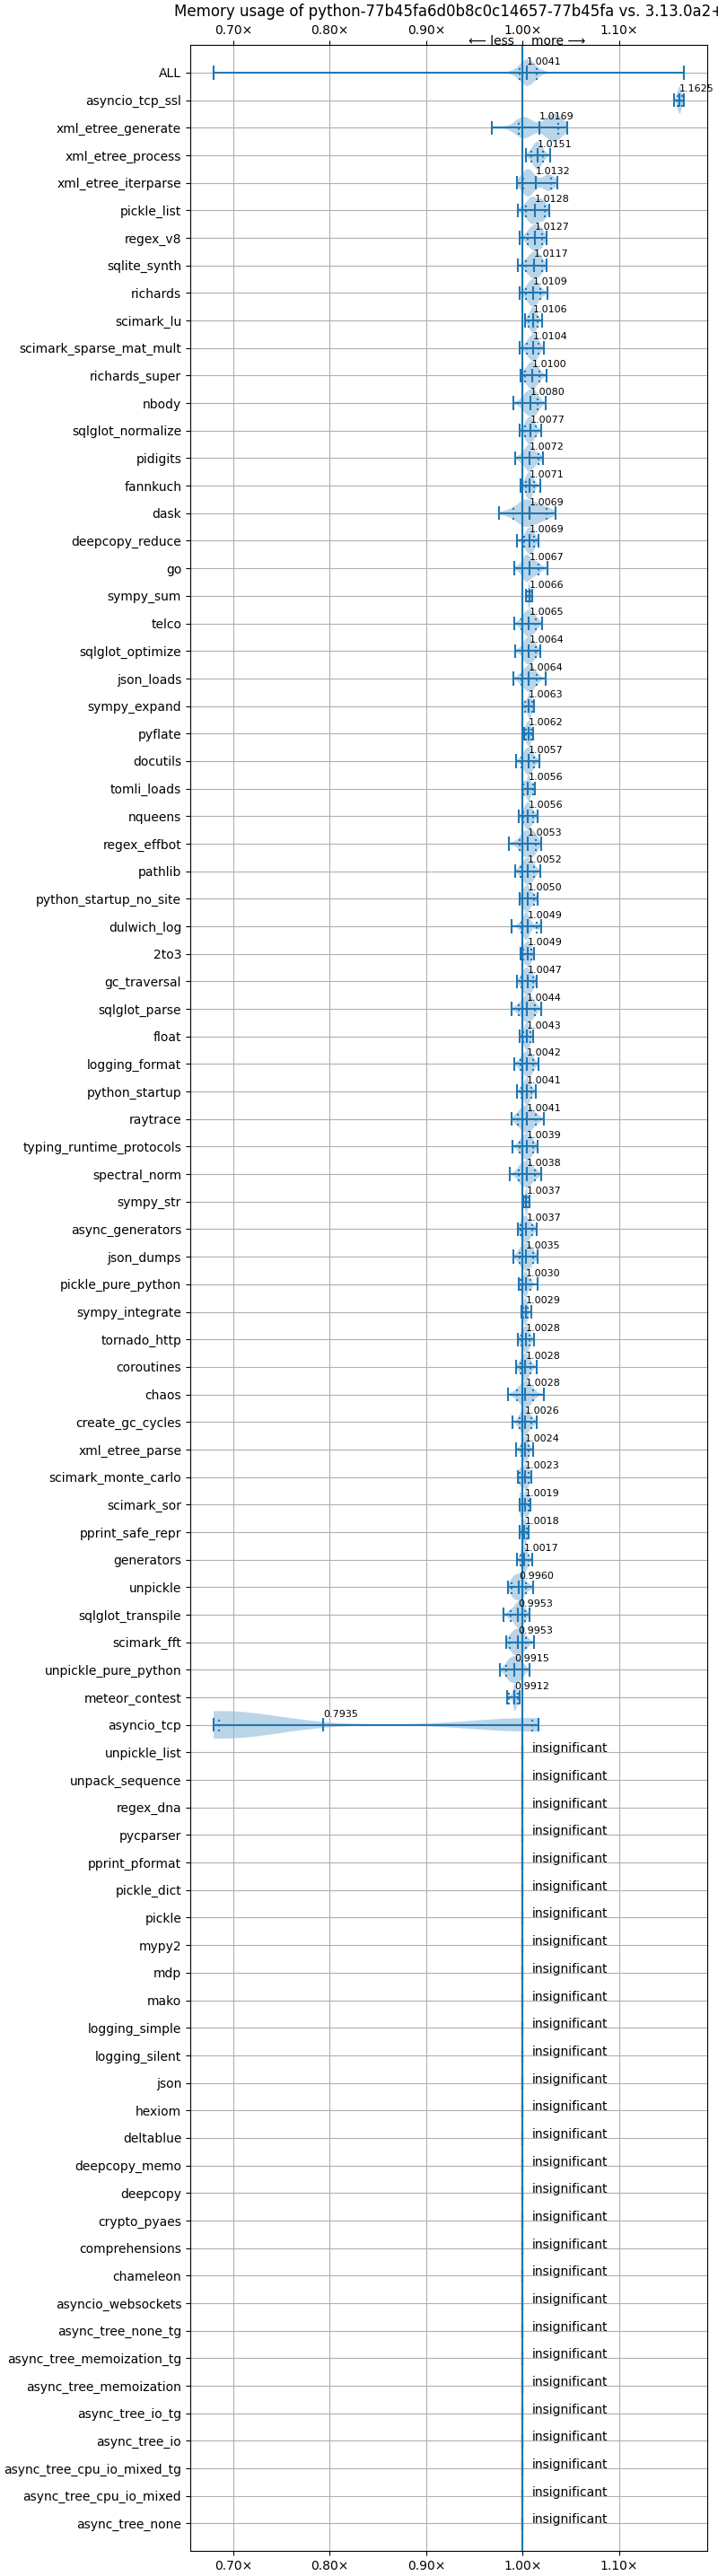 Memory usage of python-77b45fa6d0b8c0c14657-77b45fa vs. 3.13.0a2+
0.70× 0.80× 0.90× 1.00× 1.10×
⟵ less more ⟶
ALL 1.0041
asyncio_tcp_ssl 1.1625
xml_etree_generate 1.0169
xml_etree_process 1.0151
xml_etree_iterparse 1.0132
pickle_list 1.0128
regex_v8 1.0127
sqlite_synth 1.0117
richards 1.0109
scimark_lu 1.0106
scimark_sparse_mat_mult 1.0104
richards_super 1.0100
nbody 1.0080
sqlglot_normalize 1.0077
pidigits 1.0072
fannkuch 1.0071
dask 1.0069
deepcopy_reduce 1.0069
go 1.0067
sympy_sum 1.0066
telco 1.0065
sqlglot_optimize 1.0064
json_loads 1.0064
sympy_expand 1.0063
pyflate 1.0062
docutils 1.0057
tomli_loads 1.0056
nqueens 1.0056
regex_effbot 1.0053
pathlib 1.0052
python_startup_no_site 1.0050
dulwich_log 1.0049
2to3 1.0049
gc_traversal 1.0047
sqlglot_parse 1.0044
float 1.0043
logging_format 1.0042
python_startup 1.0041
raytrace 1.0041
typing_runtime_protocols 1.0039
spectral_norm 1.0038
sympy_str 1.0037
async_generators 1.0037
json_dumps 1.0035
pickle_pure_python 1.0030
sympy_integrate 1.0029
tornado_http 1.0028
coroutines 1.0028
chaos 1.0028
create_gc_cycles 1.0026
xml_etree_parse 1.0024
scimark_monte_carlo 1.0023
scimark_sor 1.0019
pprint_safe_repr 1.0018
generators 1.0017
unpickle 0.9960
sqlglot_transpile 0.9953
scimark_fft 0.9953
unpickle_pure_python 0.9915
meteor_contest 0.9912
asyncio_tcp 0.7935
unpickle_list insignificant
unpack_sequence insignificant
regex_dna insignificant
pycparser insignificant
pprint_pformat insignificant
pickle_dict insignificant
pickle insignificant
mypy2 insignificant
mdp insignificant
mako insignificant
logging_simple insignificant
logging_silent insignificant
json insignificant
hexiom insignificant
deltablue insignificant
deepcopy_memo insignificant
deepcopy insignificant
crypto_pyaes insignificant
comprehensions insignificant
chameleon insignificant
asyncio_websockets insignificant
async_tree_none_tg insignificant
async_tree_memoization_tg insignificant
async_tree_memoization insignificant
async_tree_io_tg insignificant
async_tree_io insignificant
async_tree_cpu_io_mixed_tg insignificant
async_tree_cpu_io_mixed insignificant
async_tree_none insignificant
0.70× 0.80× 0.90× 1.00× 1.10×